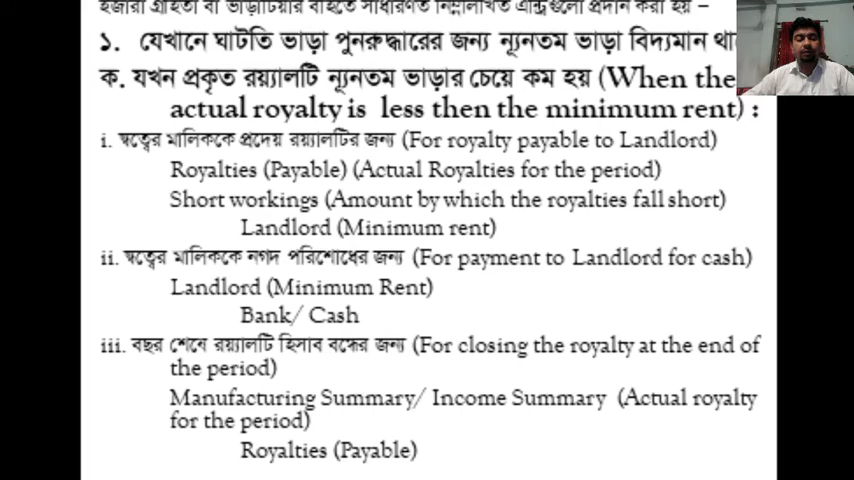 ইজারা গ্রহিতা বা ভাড়াটিয়ার বহিতে সাধারণত নিম্নলিখিত এন্ট্রিগুলো প্রদান করা হয় –
১. যেখানে ঘাটতি ভাড়া পুনরুদ্ধারের জন্য ন্যূনতম ভাড়া বিদ্যমান
ক. যখন প্রকৃত রয়্যালটি ন্যূনতম ভাড়ার চেয়ে কম হয় (When the
actual royalty is less then the minimum rent) :
i. স্বত্বের মালিককে প্রদেয় রয়্যালটির জন্য (For royalty payable to Landlord)
Royalties (Payable) (Actual Royalties for the period)
Short workings (Amount by which the royalties fall short)
Landlord (Minimum rent)
ii. স্বত্বের মালিককে নগদ পরিশোধের জন্য (For payment to Landlord for cash)
Landlord (Minimum Rent)
Bank/ Cash
iii. বছর শেষে রয়্যালটি হিসাব বন্ধের জন্য (For closing the royalty at the end of
the period)
Manufacturing Summary/ Income Summary (Actual royalty
for the period)
Royalties (Payable)